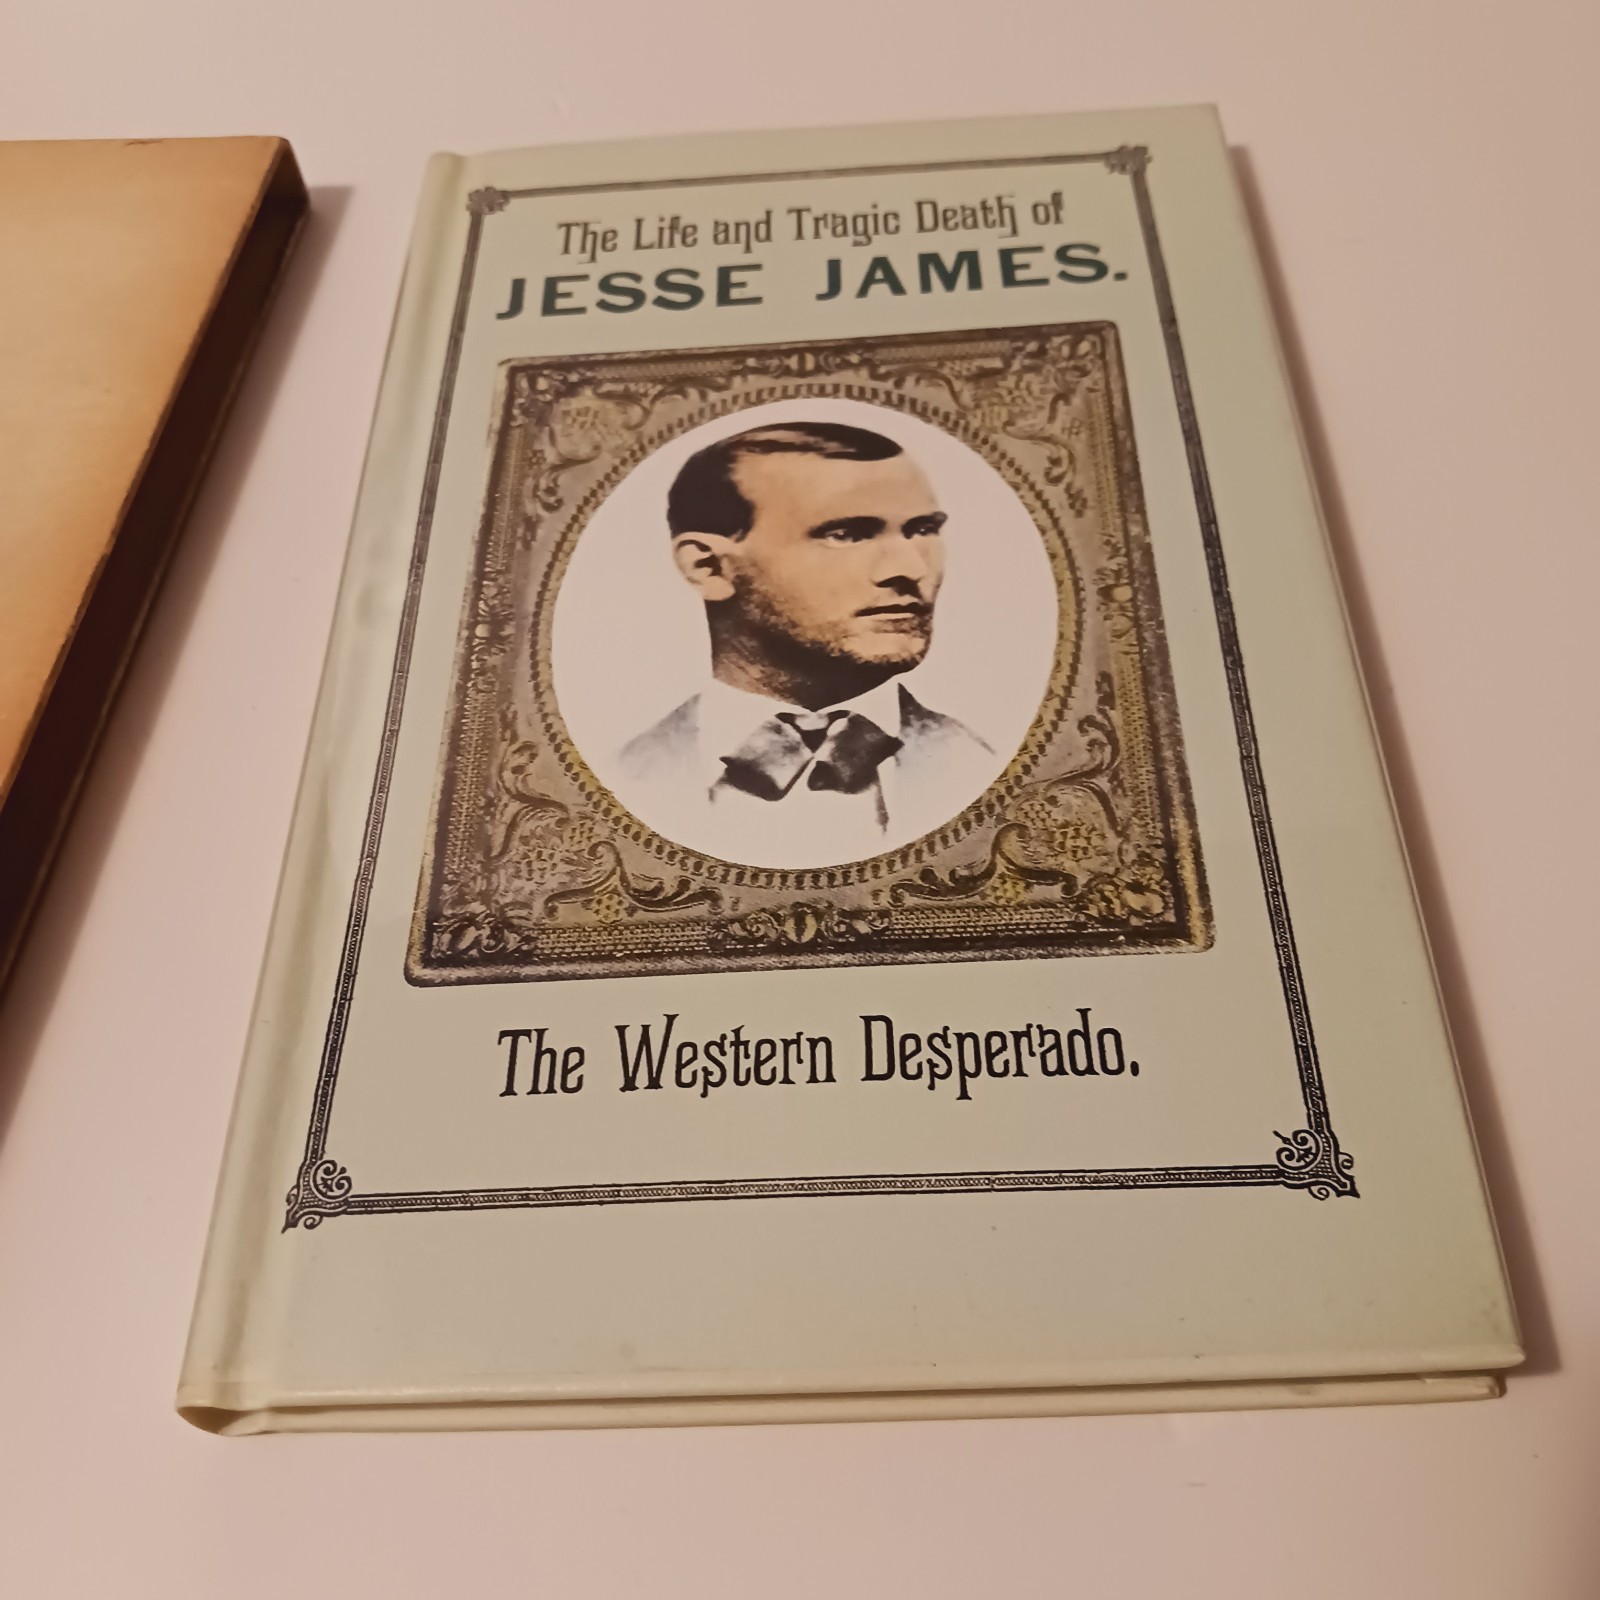 The Life and Tragic Death of
JESSE JAMES.
The Western Desperado.